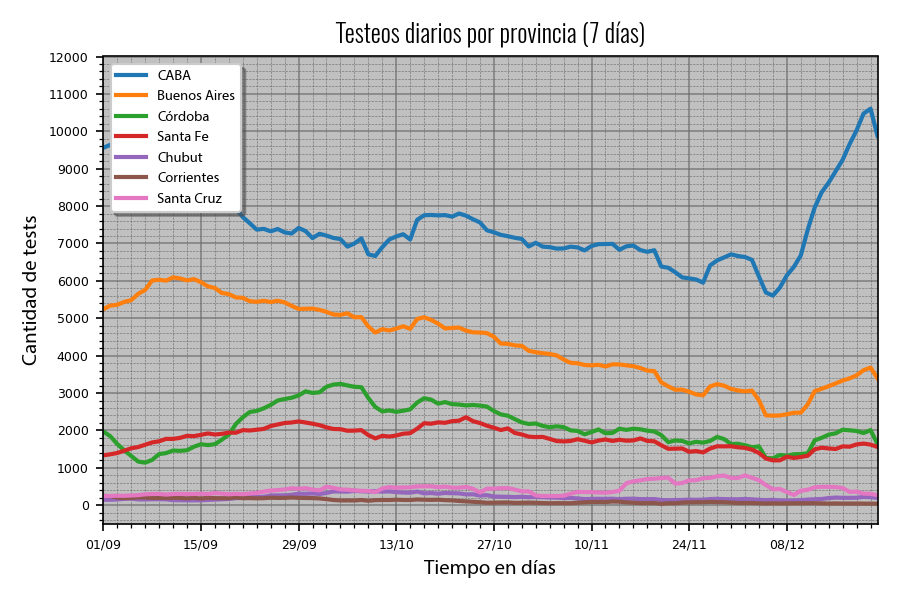 Testeos diarios por provincia (7 días)
Cantidad de tests
12000
11000
10000
9000
8000
7000
6000
5000
4000
3000
2000
1000
0
CABA
Buenos Aires
Córdoba
Santa Fe
Chubut
Corrientes
Santa Cruz
01/09 15/09 29/09 13/10 27/10 10/11 24/11 08/12
Tiempo en días